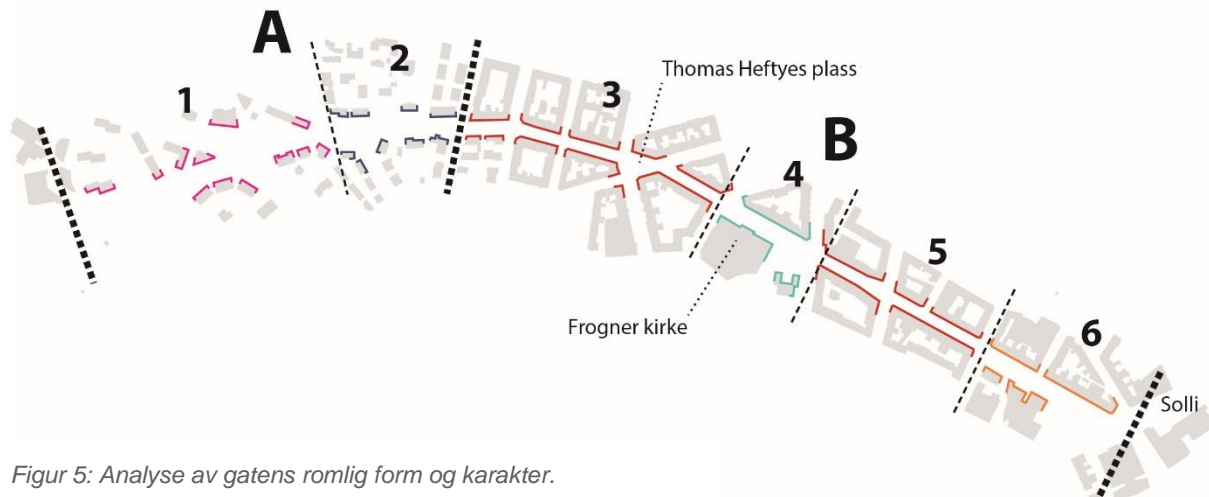 A
1
2
3
Thomas Heftyes plass
B
4
5
6
Frogner kirke
Solli
Figur 5: Analyse av gatens romlig form og karakter.